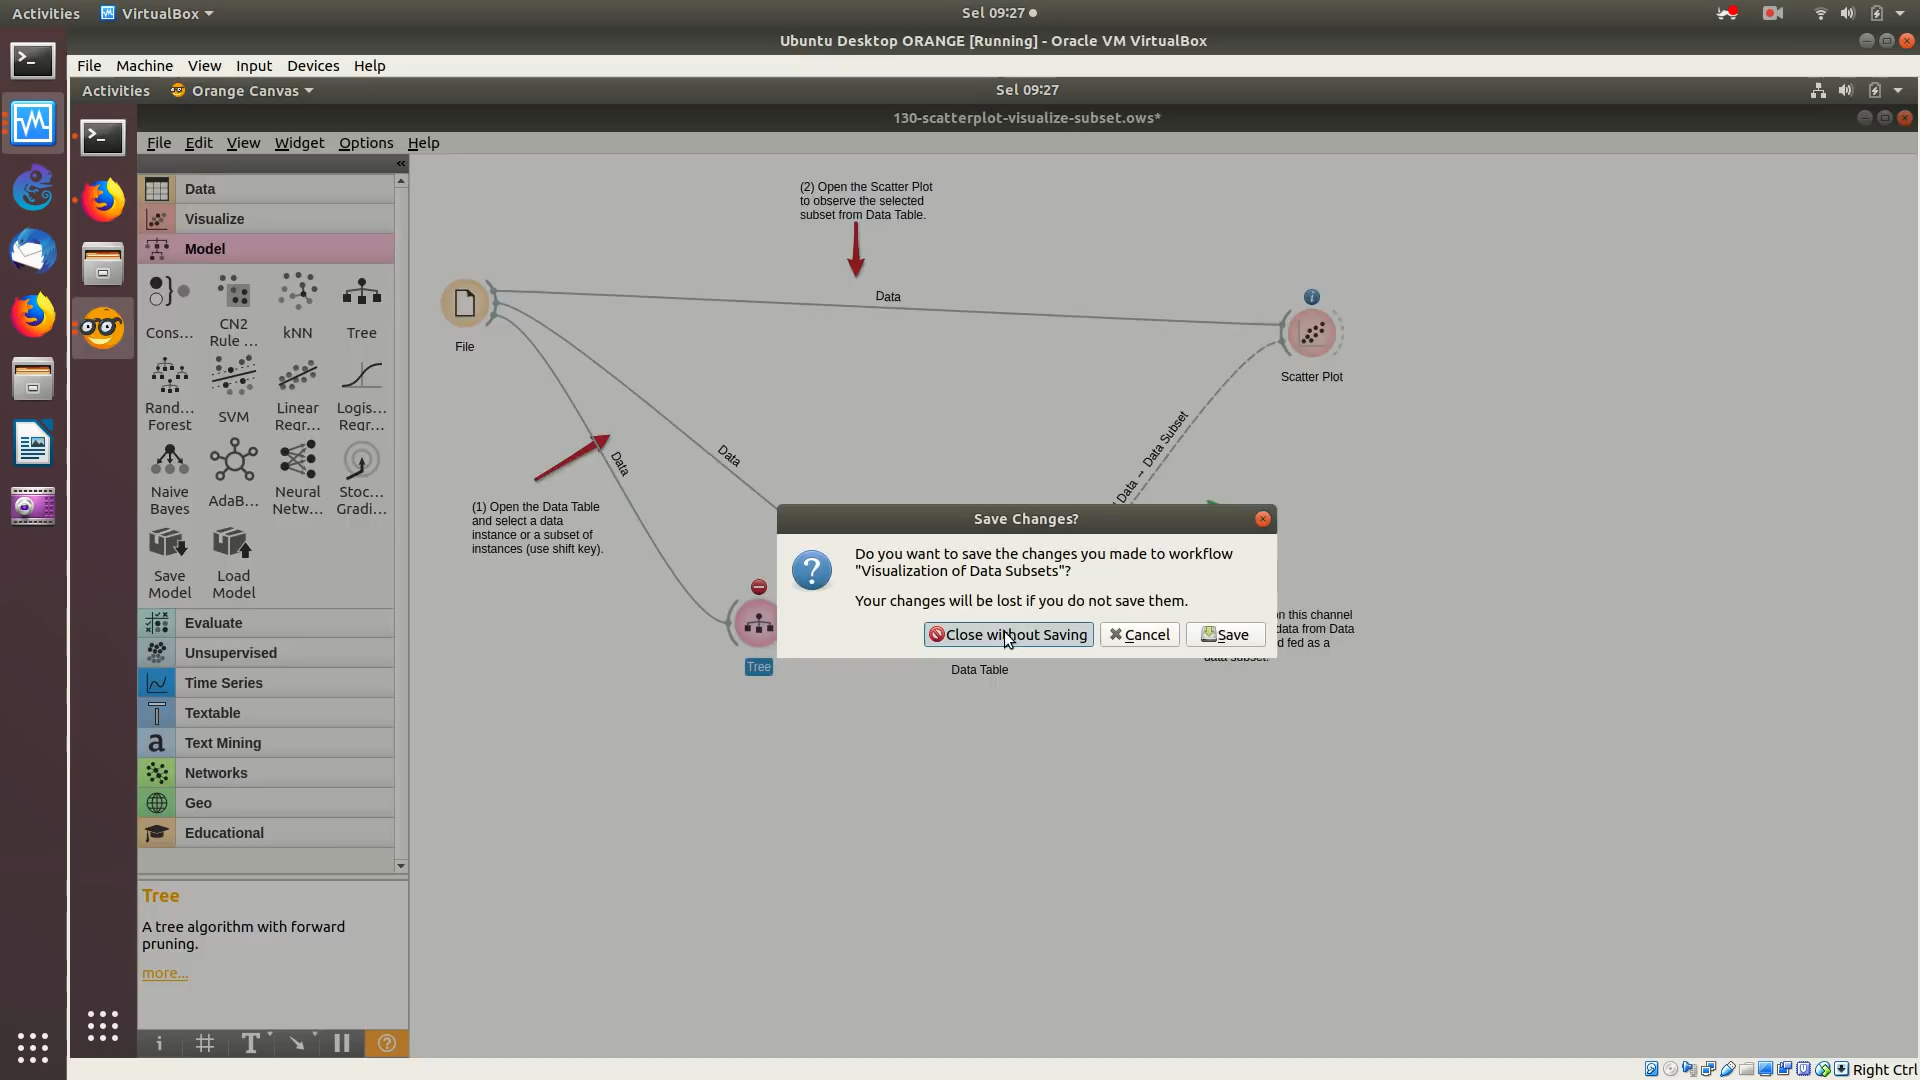 Activities
VirtualBox
Sel 09:27
Ubuntu Desktop ORANGE [Running] - Oracle VM VirtualBox
File Machine View Input Devices Help
Activities
Orange Canvas
Sel 09:27
130-scatterplot-visualize-subset.ows*
File Edit View Widget Options Help
«
Data
Visualize
Model
Cons...
CN2
Rule ...
kNN
Tree
Rand...
Forest
SVM
Linear
Regr...
Logis...
Regr...
Naive
Bayes
AdaB...
Neural
Netw...
Stoc...
Gradi...
Save
Model
Load
Model
Evaluate
Unsupervised
Time Series
Textable
Text Mining
Networks
Geo
Educational
Tree
A tree algorithm with forward
pruning.
more...
(2) Open the Scatter Plot
to observe the selected
subset from Data Table.
Data
File
Scatter Plot
Data
Data
Data → Data Subset
(1) Open the Data Table
and select a data
instance or a subset of
instances (use shift key).
Tree
Data Table
n this channel
data from Data
d fed as a
data subset.
Save Changes?
Do you want to save the changes you made to workflow
"Visualization of Data Subsets"?
Your changes will be lost if you do not save them.
Close without Saving
Cancel
Save
Right Ctrl